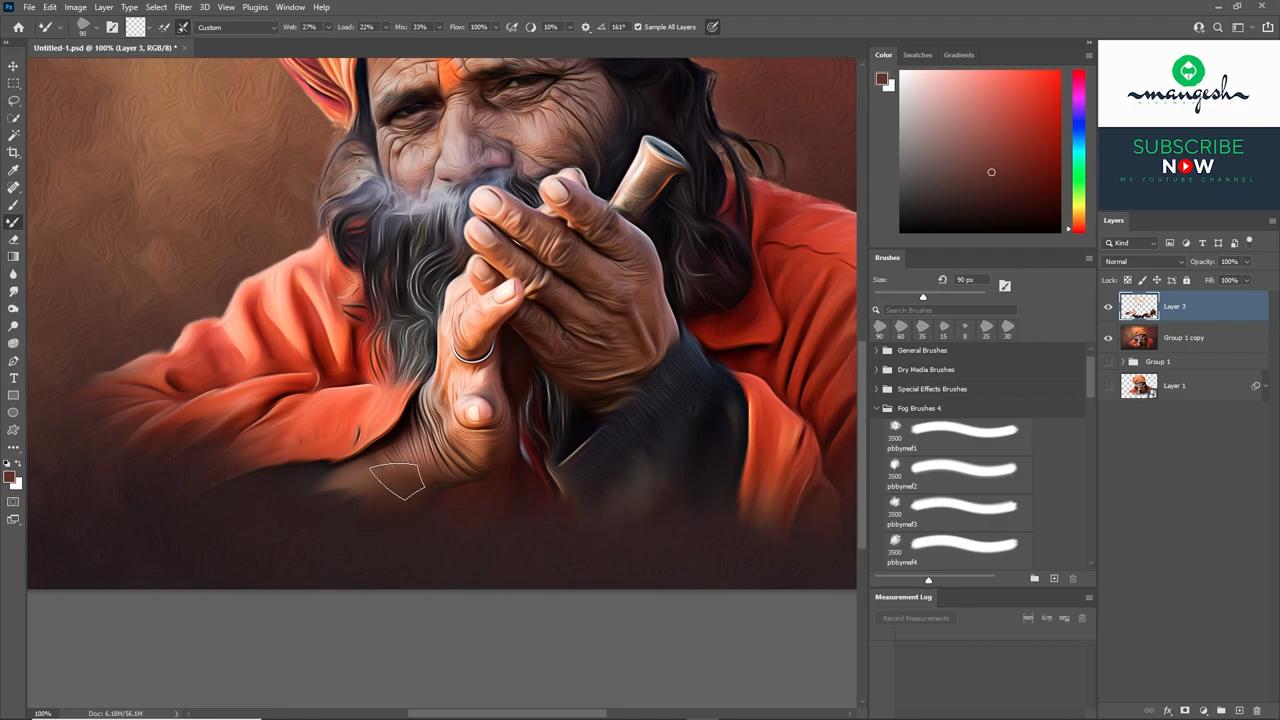 Ps File Edit Image Layer Type Select Filter 3D View Plugins Window Help
90 Custom Wet: 27% Load: 22% Mix: 33% Flow: 100% 10% 161° Sample All Layers
Untitled-1.psd @ 100% (Layer 3, RGB/8) *
Color Swatches Gradients
mangesh
SUBSCRIBE
NOW
MY YOUTUBE CHANNEL
Brushes
Size: 90 px
Search Brushes
90 60 35 15 8 25 30
General Brushes
Dry Media Brushes
Special Effects Brushes
Fog Brushes 4
3500
pbbymef1
3500
pbbymef2
3500
pbbymef3
3500
pbbymef4
Measurement Log
Record Measurements
Layers
Kind
Normal Opacity: 100%
Lock: Fill: 100%
Layer 3
Group 1 copy
Group 1
Layer 1
100% Doc: 6.18M/56.1M